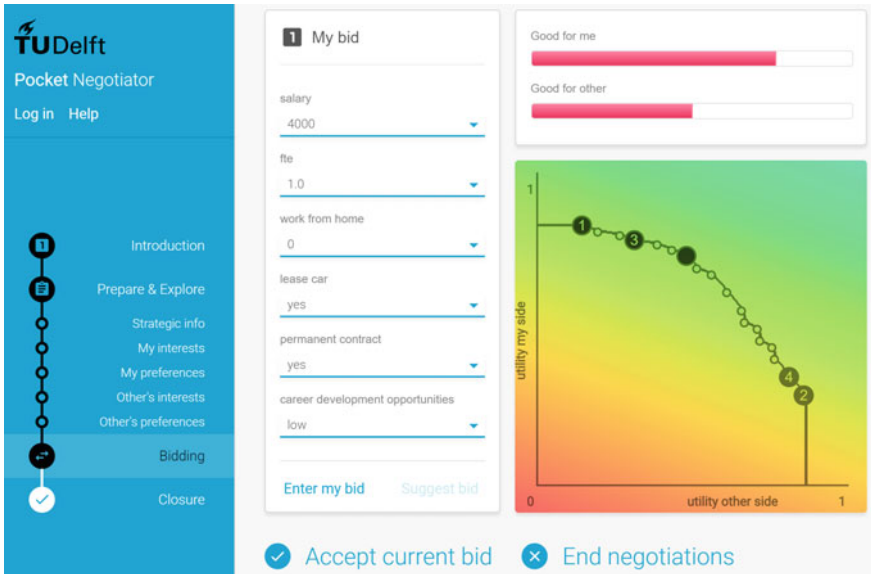 TUDelft
Pocket Negotiator
Log in Help
1 Introduction
Prepare & Explore
Strategic info
My interests
My preferences
Other's interests
Other's preferences
Bidding
Closure
1 My bid
salary
4000
fte
1.0
work from home
0
lease car
yes
permanent contract
yes
career development opportunities
low
Enter my bid Suggest bid
Good for me
Good for other
1
1
3
4
2
utility my side
0 utility other side 1
Accept current bid End negotiations